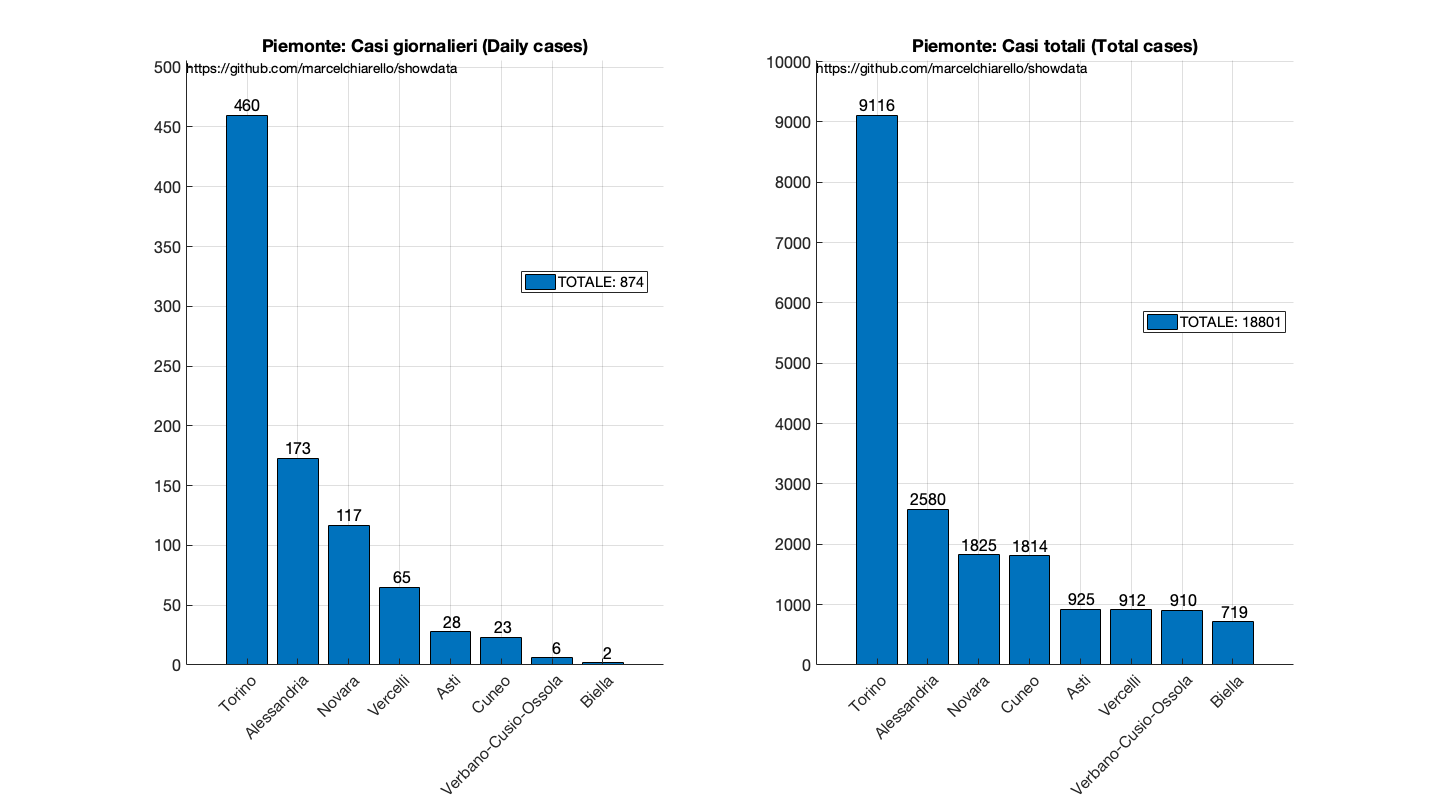 Piemonte: Casi giornalieri (Daily cases)
https://github.com/marcelchiarello/showdata
500
450
400
350
300
250
200
150
100
50
0
460
173
117
65
28
23
6
2
TOTALE: 874
Torino
Alessandria
Novara
Vercelli
Asti
Cuneo
Verbano-Cusio-Ossola
Biella
Piemonte: Casi totali (Total cases)
https://github.com/marcelchiarello/showdata
10000
9000
8000
7000
6000
5000
4000
3000
2000
1000
0
9116
2580
1825
1814
925
912
910
719
TOTALE: 18801
Torino
Alessandria
Novara
Cuneo
Asti
Vercelli
Verbano-Cusio-Ossola
Biella